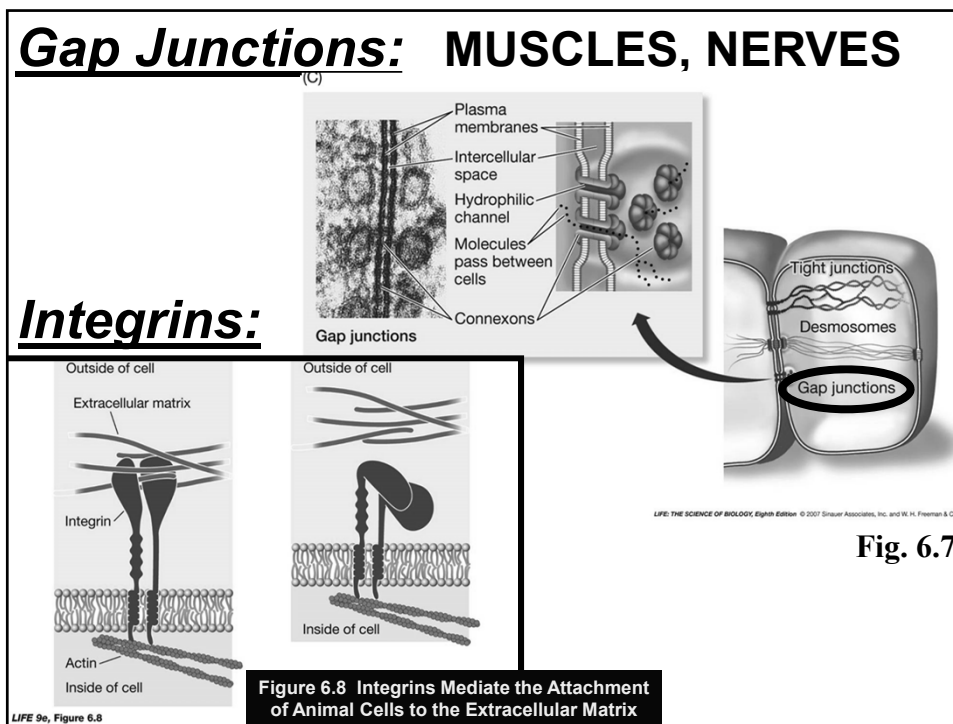 Gap Junctions: MUSCLES, NERVES
(C)
Plasma
membranes
Intercellular
space
Hydrophilic
channel
Molecules
pass between
cells
Connexons
Gap junctions
Tight junctions
Desmosomes
Gap junctions
LIFE: THE SCIENCE OF BIOLOGY, Eighth Edition © 2007 Sinauer Associates, Inc. and W. H. Freeman & C
Fig. 6.7
Integrins:
Outside of cell
Extracellular matrix
Integrin
Actin
Inside of cell
Outside of cell
Inside of cell
LIFE 9e, Figure 6.8
Figure 6.8 Integrins Mediate the Attachment
of Animal Cells to the Extracellular Matrix